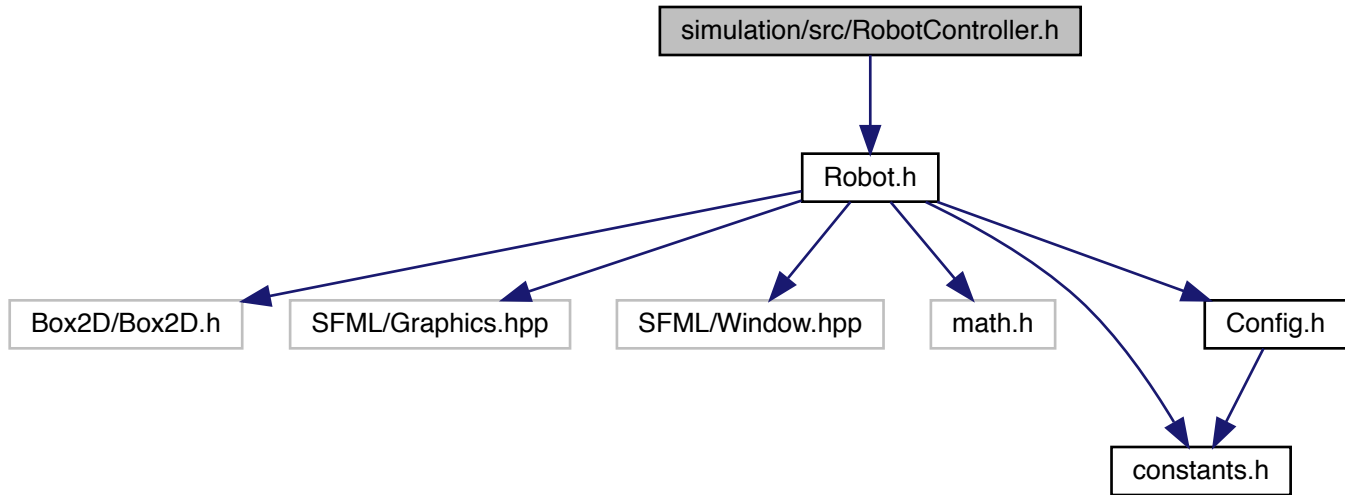 simulation/src/RobotController.h
Robot.h
Box2D/Box2D.h
SFML/Graphics.hpp
SFML/Window.hpp
math.h
Config.h
constants.h